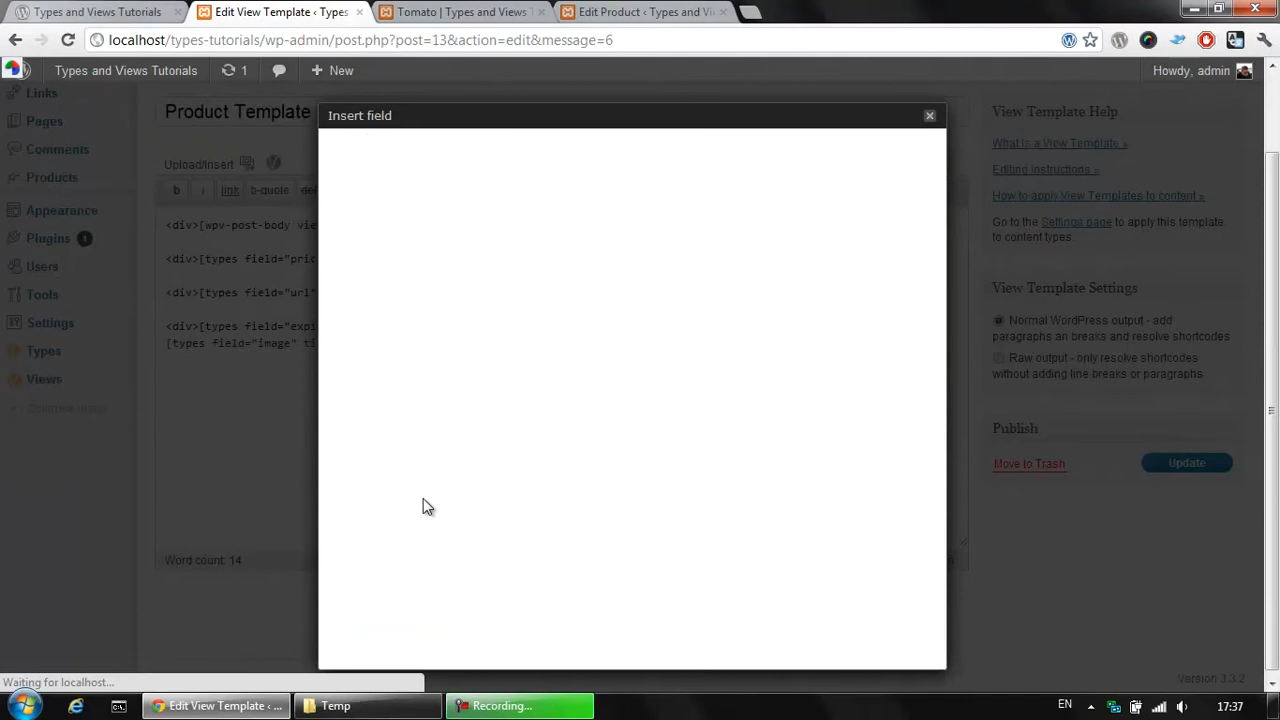 Types and Views Tutorials
Edit View Template ‹ Types
Tomato | Types and Views T
Edit Product ‹ Types and Vi
localhost/types-tutorials/wp-admin/post.php?post=13&action=edit&message=6
Types and Views Tutorials
1
New
Howdy, admin
Links
Pages
Comments
Products
Appearance
Plugins 1
Users
Tools
Settings
Types
Views
Product Template
Upload/Insert
b
i
link
b-quote
<div>[wpv-post-body vie
<div>[types field="pric
<div>[types field="url"
<div>[types field="expi
[types field="image" ti
Word count: 14
Insert field
View Template Help
What is a View Template »
Editing instructions »
How to apply View Templates to content »
Go to the Settings page to apply this template
to content types.
View Template Settings
Normal WordPress output - add
paragraphs an breaks and resolve shortcodes
Raw output - only resolve shortcodes
without adding line breaks or paragraphs
Publish
Move to Trash
Update
Version 3.3.2
Waiting for localhost...
Edit View Template ‹ ...
Temp
Recording...
EN
17:37